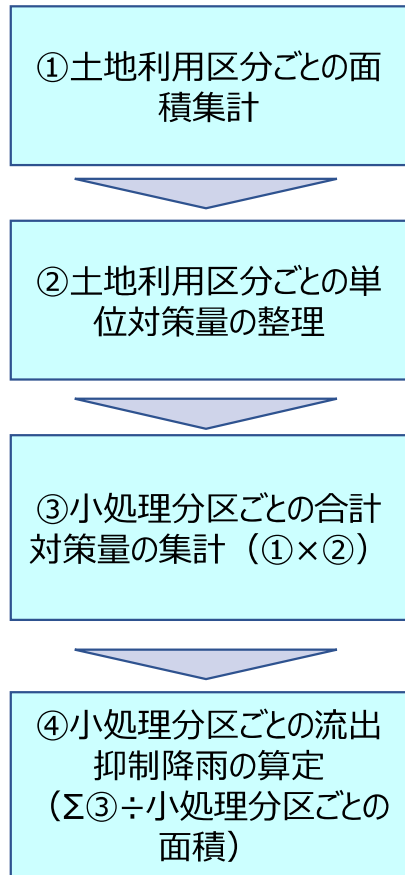 ①土地利用区分ごとの面
積集計
②土地利用区分ごとの単
位対策量の整理
③小処理分区ごとの合計
対策量の集計（①×②）
④小処理分区ごとの流出
抑制降雨の算定
（Σ③÷小処理分区ごとの
面積）